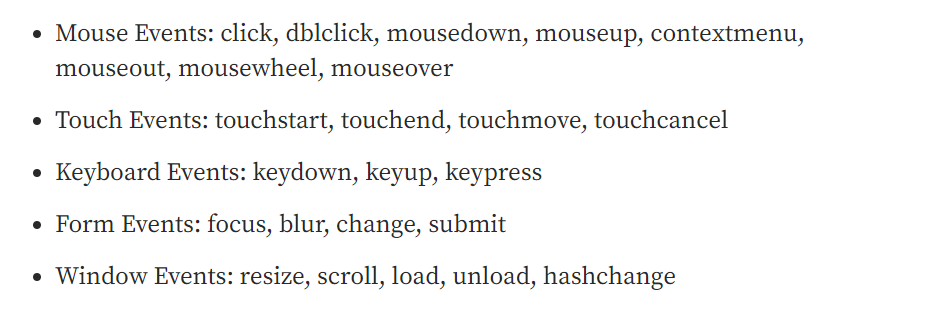 • Mouse Events: click, dblclick, mousedown, mouseup, contextmenu,
mouseout, mousewheel, mouseover
• Touch Events: touchstart, touchend, touchmove, touchcancel
• Keyboard Events: keydown, keyup, keypress
• Form Events: focus, blur, change, submit
• Window Events: resize, scroll, load, unload, hashchange